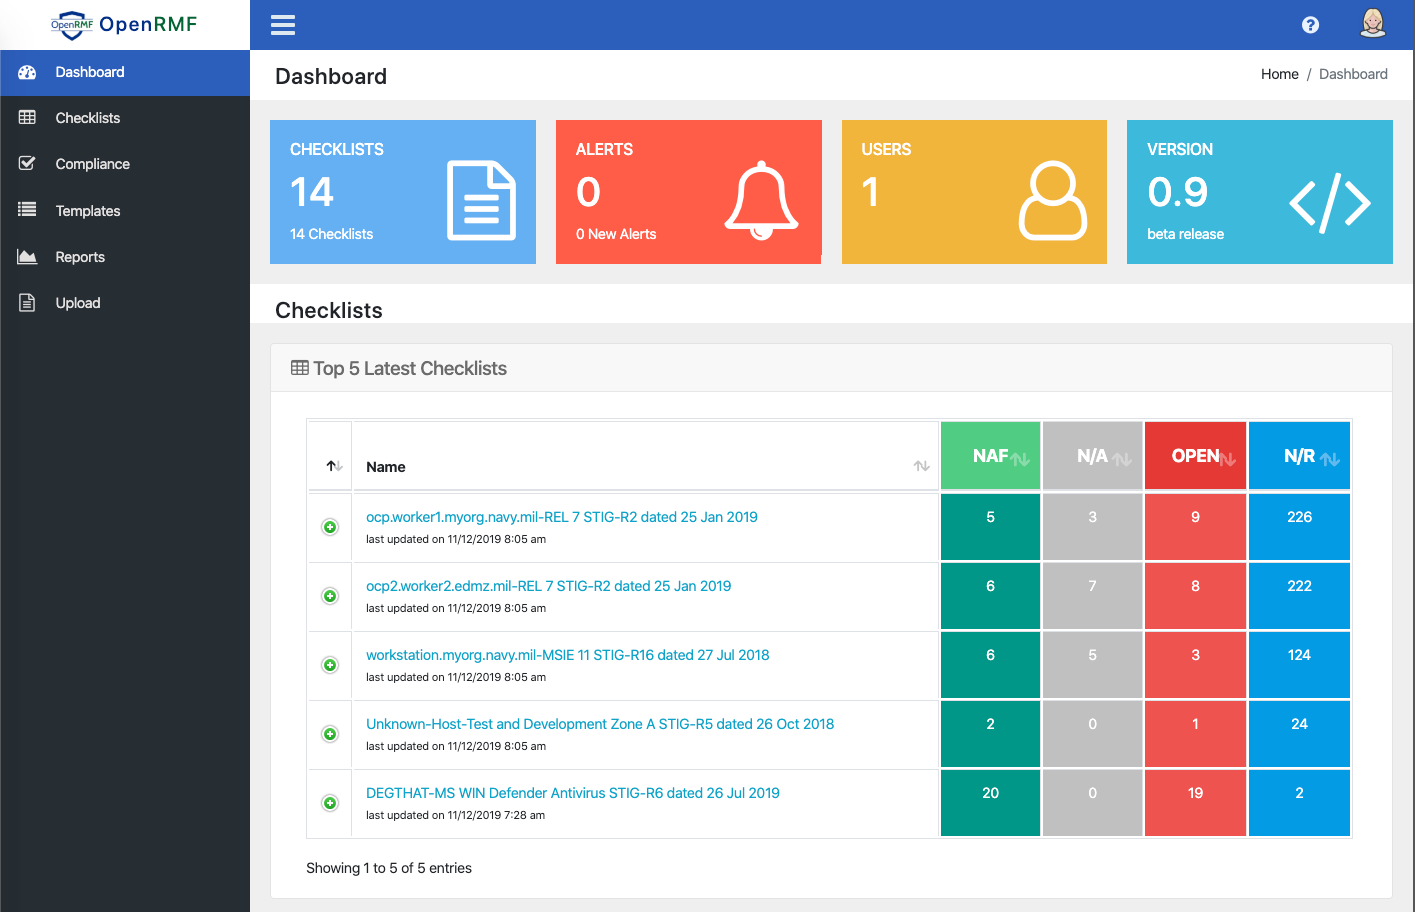 OpenRMF OpenRMF
Dashboard
Checklists
Compliance
Templates
Reports
Upload
Dashboard
Home / Dashboard
CHECKLISTS
14
14 Checklists
ALERTS
0
0 New Alerts
USERS
1
VERSION
0.9
beta release
Checklists
Top 5 Latest Checklists
Name NAF N/A OPEN N/R
ocp.worker1.myorg.navy.mil-REL 7 STIG-R2 dated 25 Jan 2019 5 3 9 226
last updated on 11/12/2019 8:05 am
ocp2.worker2.edmz.mil-REL 7 STIG-R2 dated 25 Jan 2019 6 7 8 222
last updated on 11/12/2019 8:05 am
workstation.myorg.navy.mil-MSIE 11 STIG-R16 dated 27 Jul 2018 6 5 3 124
last updated on 11/12/2019 8:05 am
Unknown-Host-Test and Development Zone A STIG-R5 dated 26 Oct 2018 2 0 1 24
last updated on 11/12/2019 8:05 am
DEGTHAT-MS WIN Defender Antivirus STIG-R6 dated 26 Jul 2019 20 0 19 2
last updated on 11/12/2019 7:28 am
Showing 1 to 5 of 5 entries